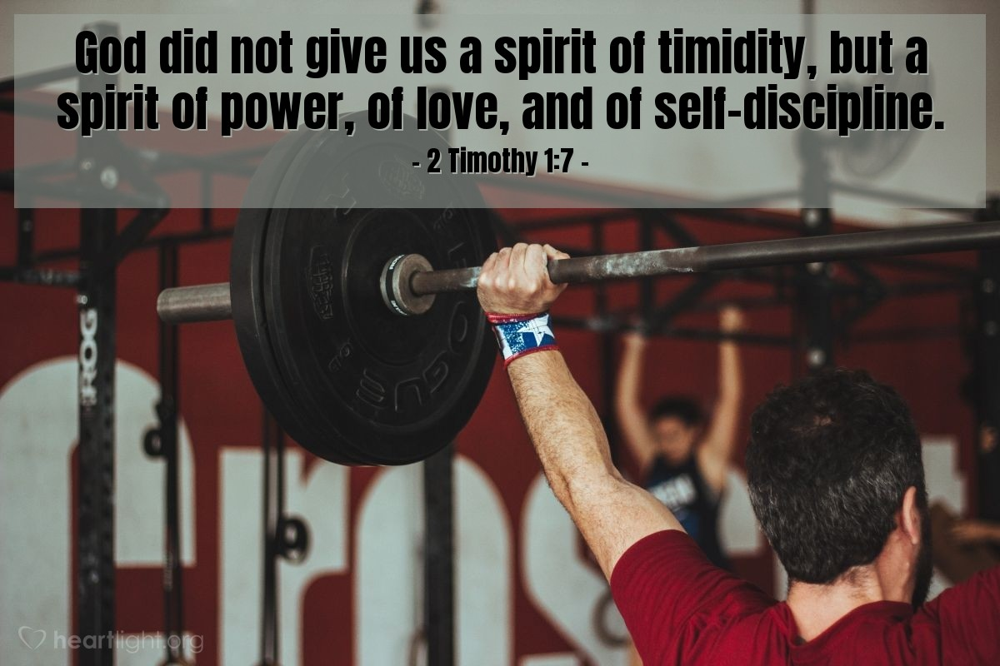 God did not give us a spirit of timidity, but a
spirit of power, of love, and of self-discipline.
- 2 Timothy 1:7 -
ROG
heartlight.org